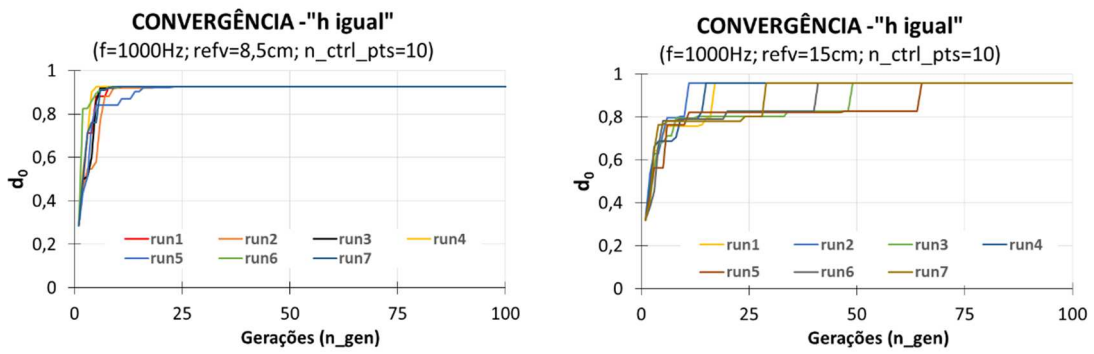 CONVERGÊNCIA -"h igual"
(f=1000Hz; refv=8,5cm; n_ctrl_pts=10)
1
0,8
0,6
0,4
0,2
0
d0
run1 run2 run3 run4
run5 run6 run7
0 25 50 75 100
Gerações (n_gen)
CONVERGÊNCIA -"h igual"
(f=1000Hz; refv=15cm; n_ctrl_pts=10)
1
0,8
0,6
0,4
0,2
0
d0
run1 run2 run3 run4
run5 run6 run7
0 25 50 75 100
Gerações (n_gen)